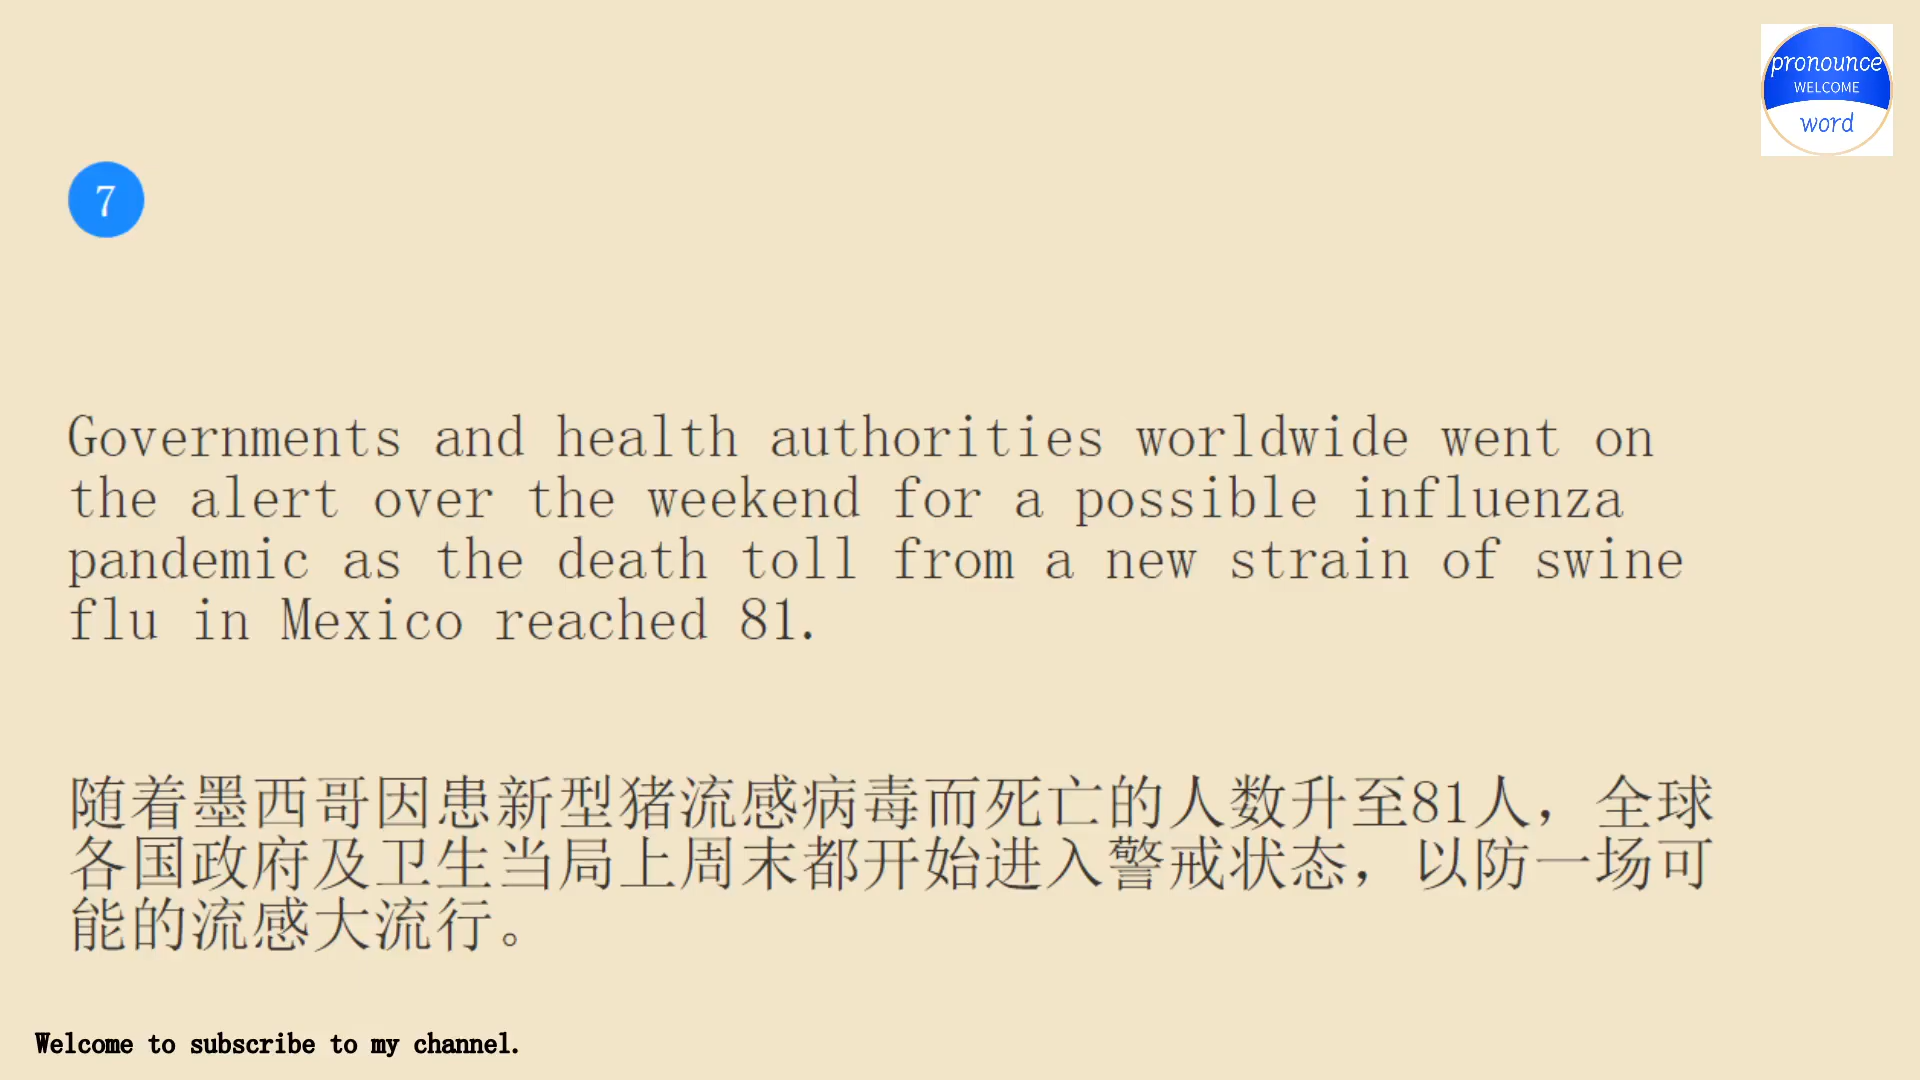 pronounce
WELCOME
word
7
Governments and health authorities worldwide went on
the alert over the weekend for a possible influenza
pandemic as the death toll from a new strain of swine
flu in Mexico reached 81.
随着墨西哥因患新型猪流感病毒而死亡的人数升至81人，全球
各国政府及卫生当局上周末都开始进入警戒状态，以防一场可
能的流感大流行。
Welcome to subscribe to my channel.